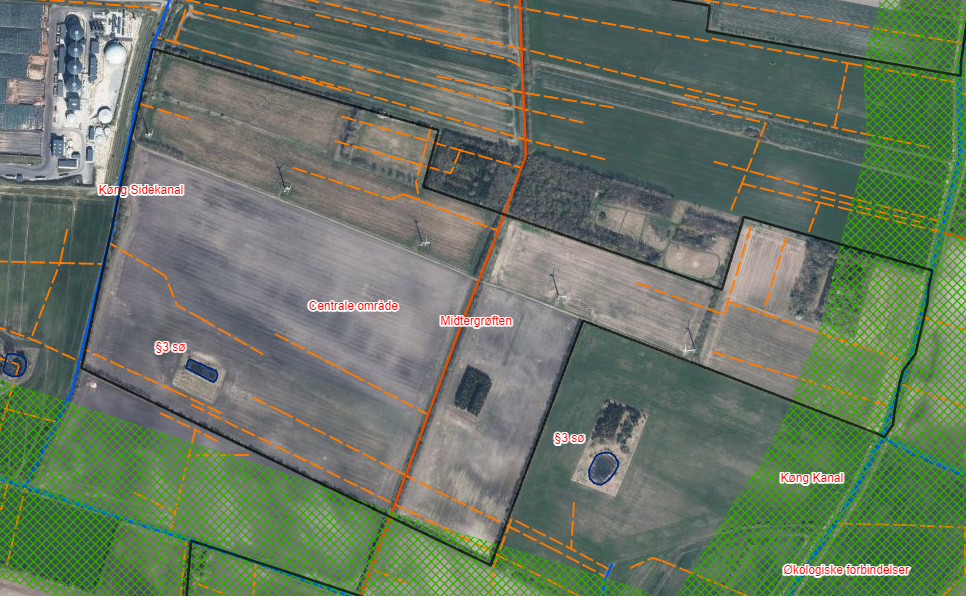 Køng Sidekanal
Centrale område
Midtergrøften
§3 sø
§3 sø
Køng Kanal
Økologiske forbindelser